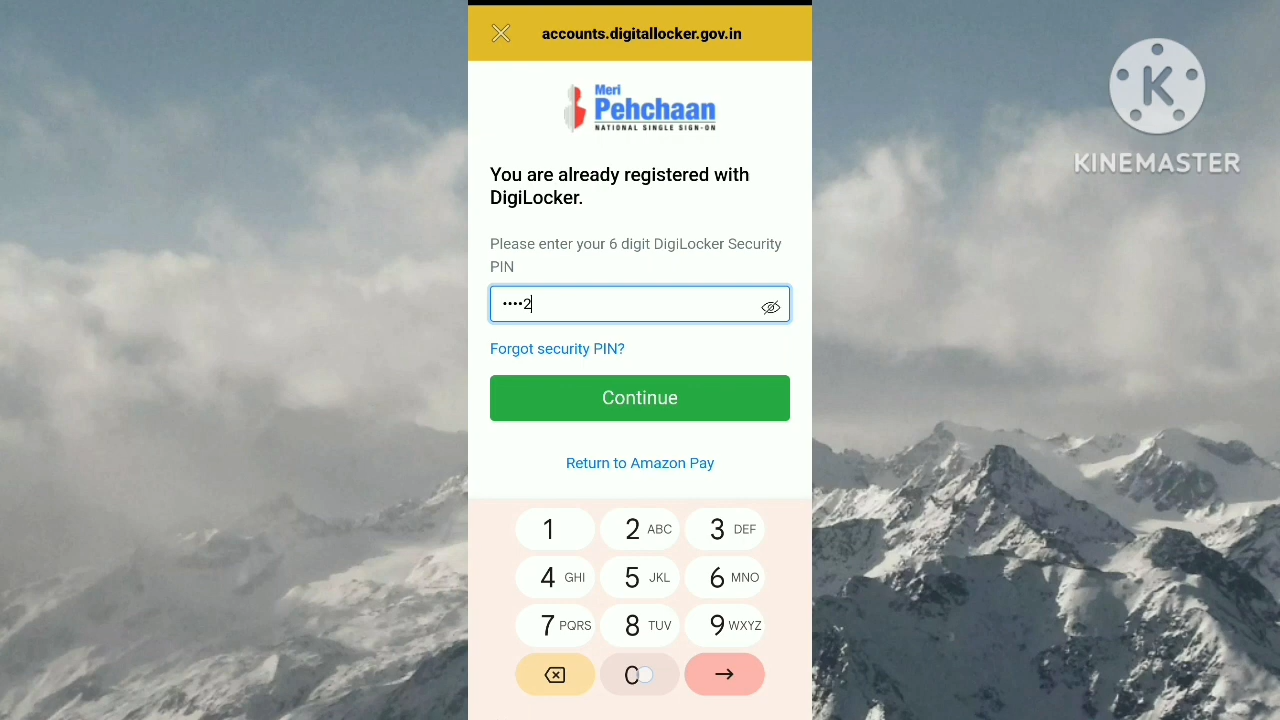 accounts.digitallocker.gov.in
K
KINEMASTER
Meri
Pehchaan
NATIONAL SINGLE SIGN-ON
You are already registered with
DigiLocker.
Please enter your 6 digit DigiLocker Security
PIN
••••2
Forgot security PIN?
Continue
Return to Amazon Pay
1 2 ABC 3 DEF
4 GHI 5 JKL 6 MNO
7 PQRS 8 TUV 9 WXYZ
0